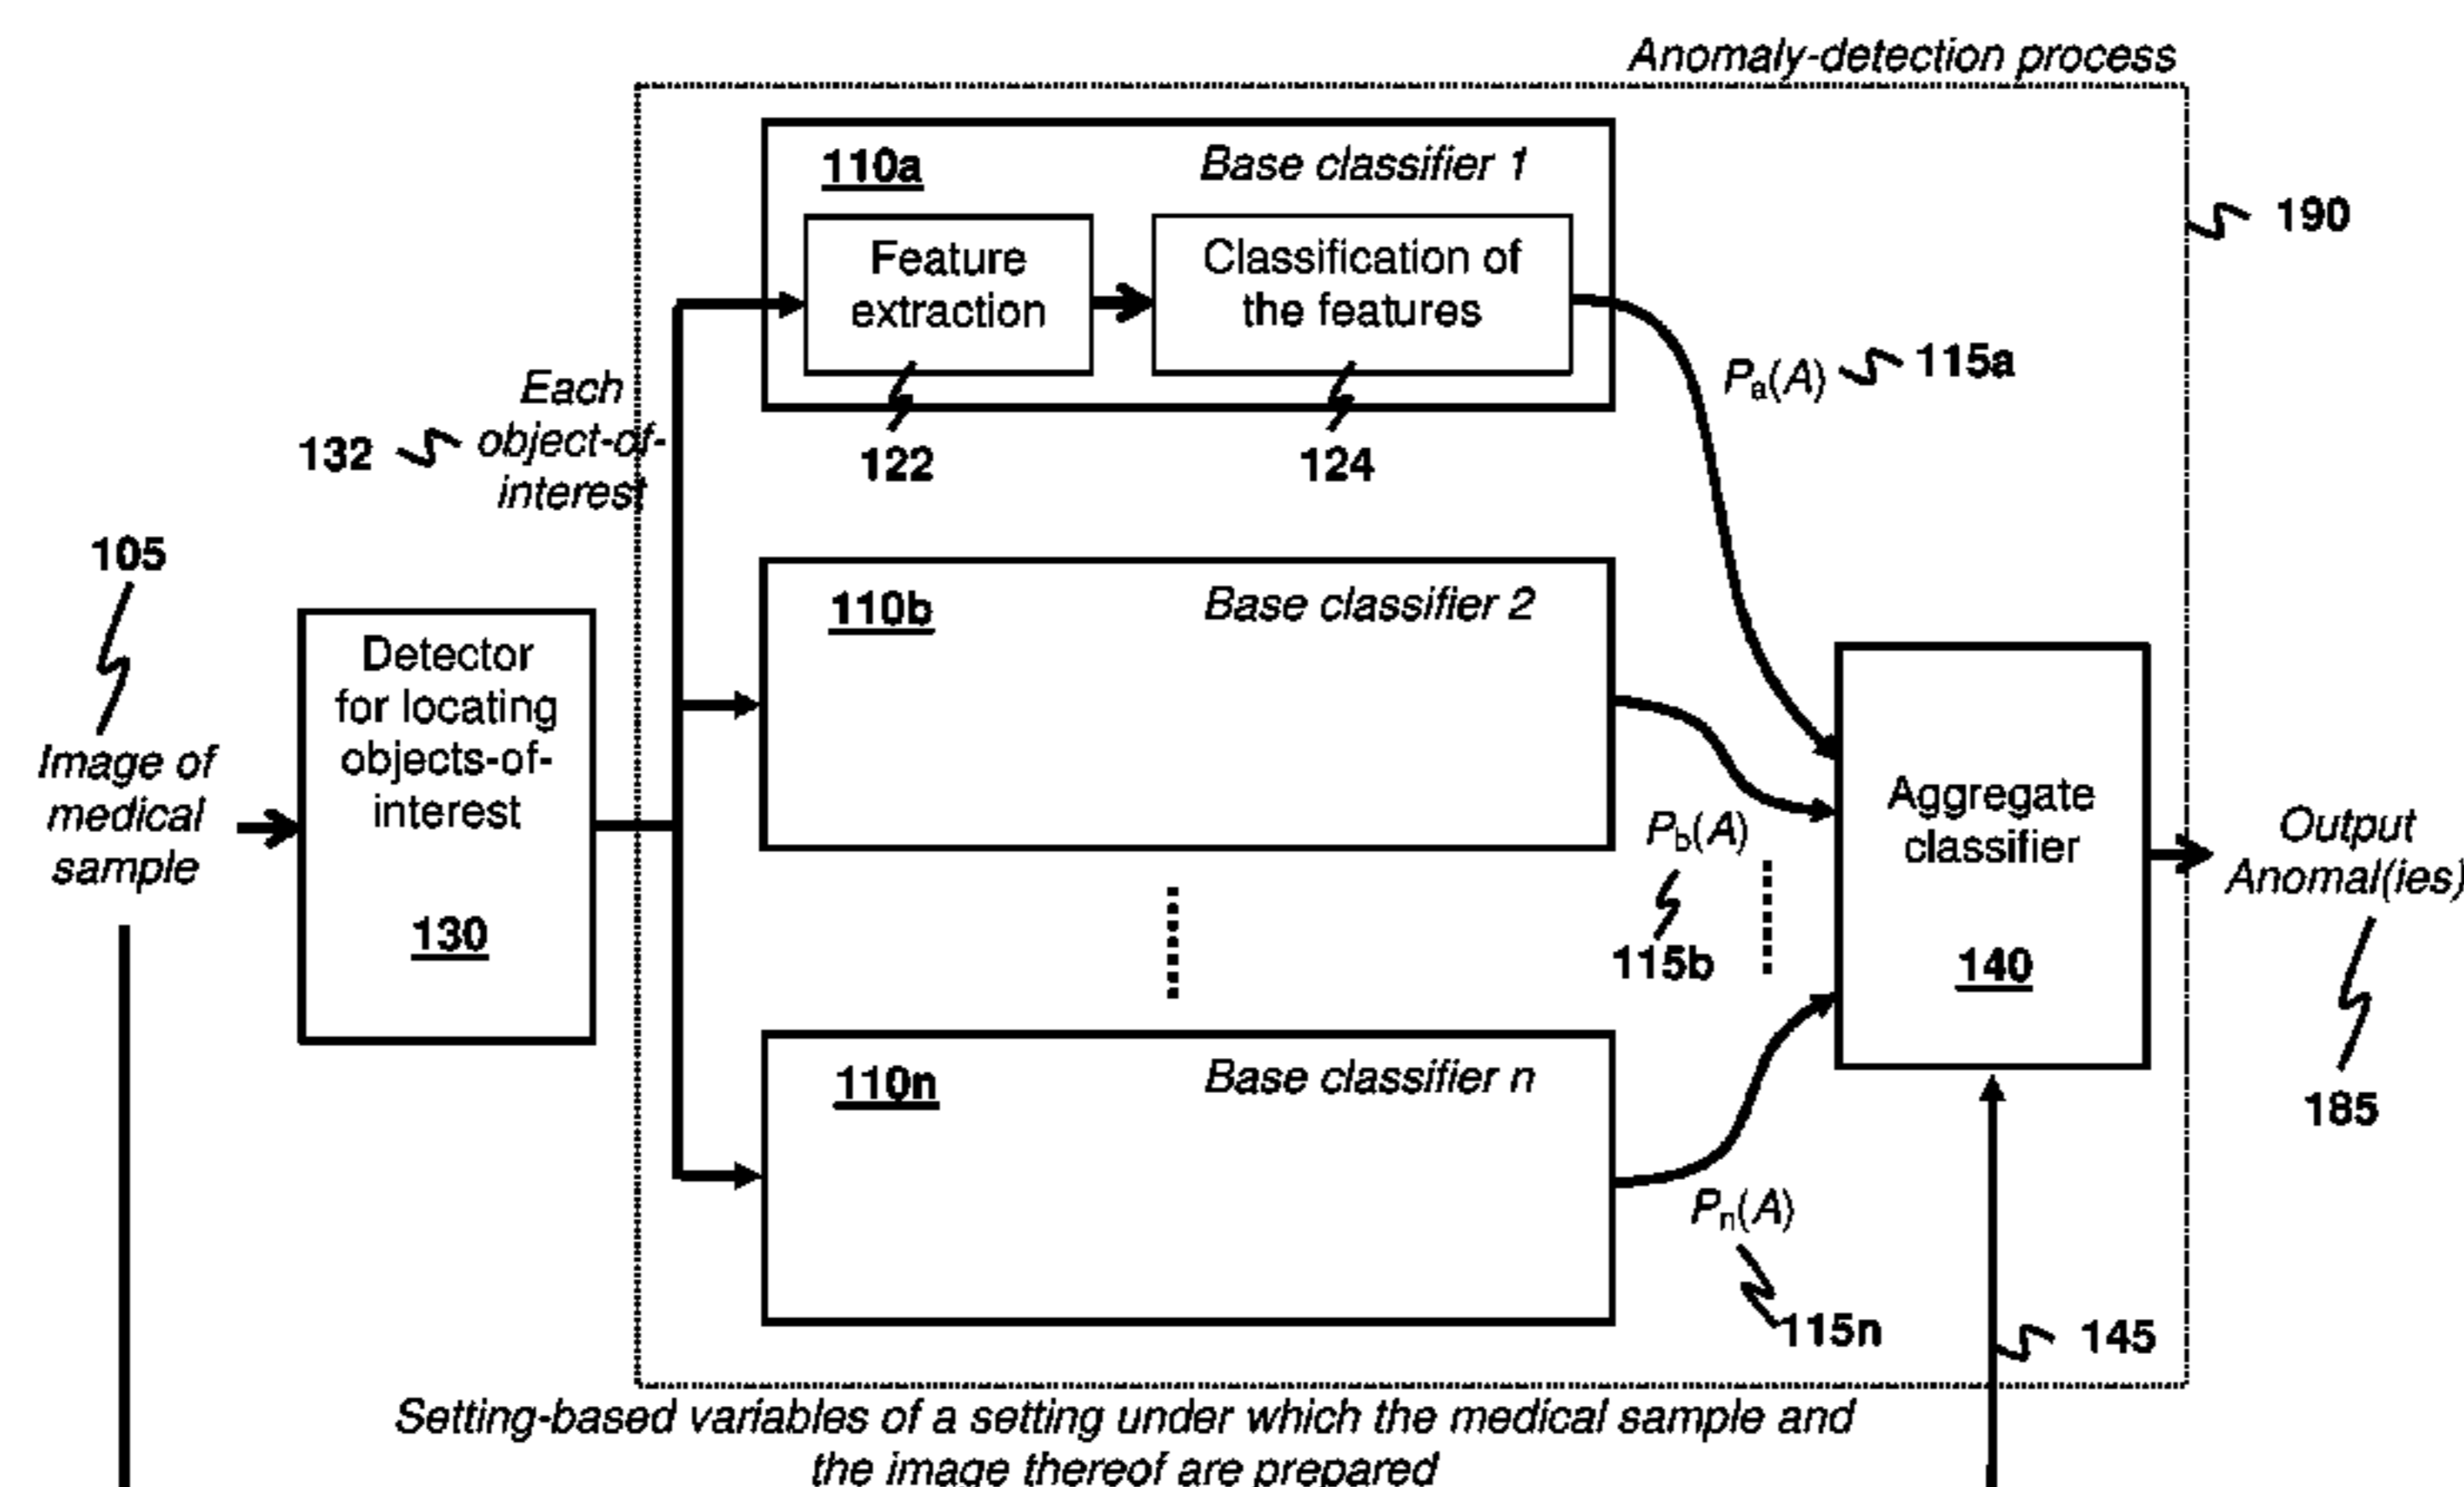 Anomaly-detection process
110a
Base classifier 1
190
Feature
extraction
Classification of
the features
Pa(A)
115a
Each
object-of-
interest
132
122
124
105
110b
Base classifier 2
Detector
for locating
objects-of-
interest
130
Image of
medical
sample
Pb(A)
115b
Aggregate
classifier
140
Output
Anomal(ies)
185
110n
Base classifier n
Pn(A)
115n
145
Setting-based variables of a setting under which the medical sample and
the image thereof are prepared